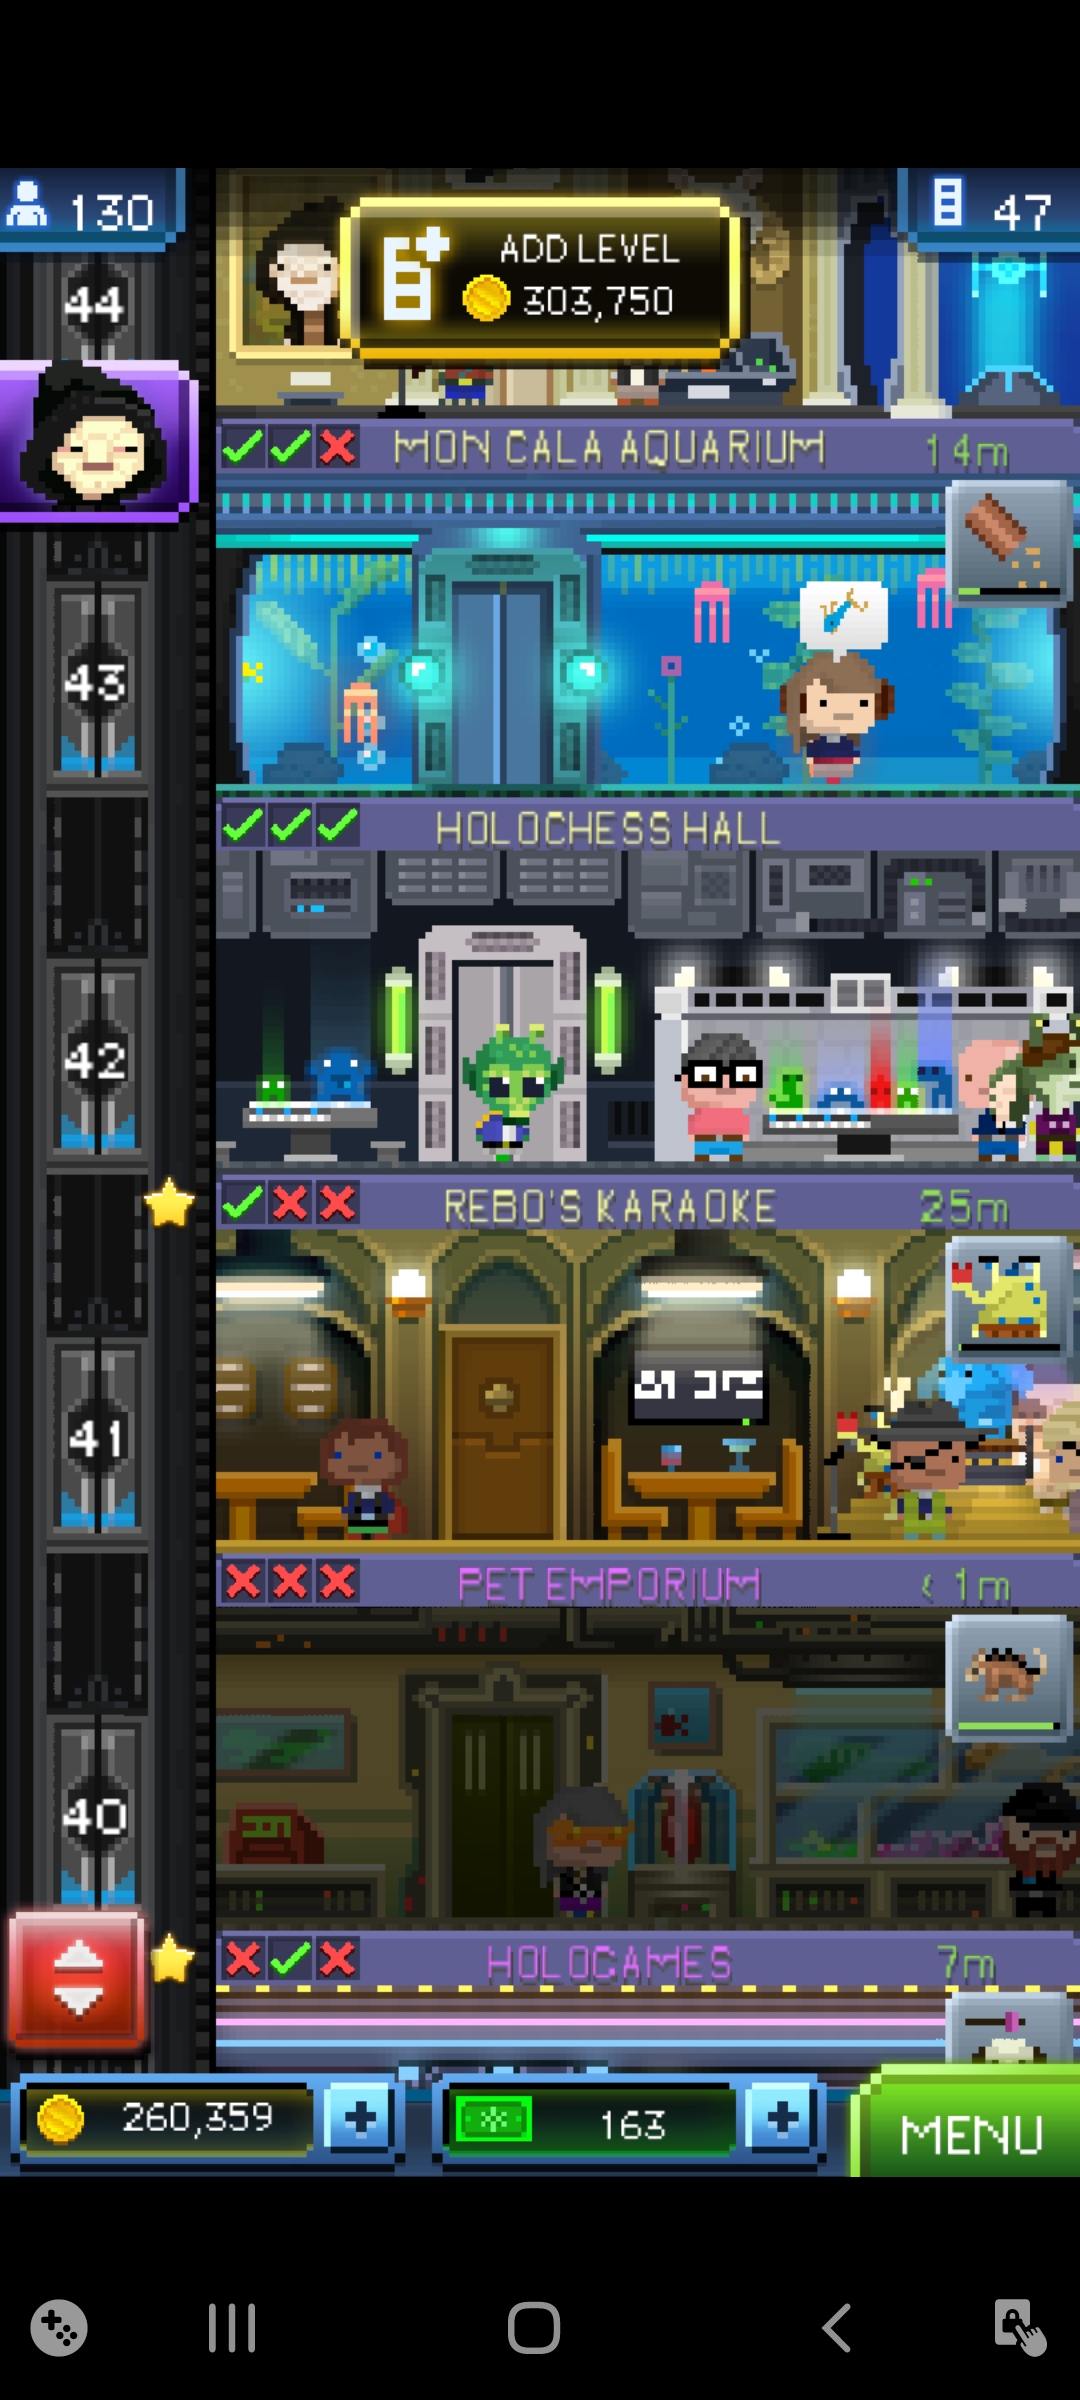 130
ADD LEVEL
303,750
47
44
MON CALA AQUARIUM 14m
43
HOLOCHESS HALL
42
REBO'S KARAOKE 25m
41
PET EMPORIUM < 1m
40
HOLOGAMES 7m
260,359
163
MENU